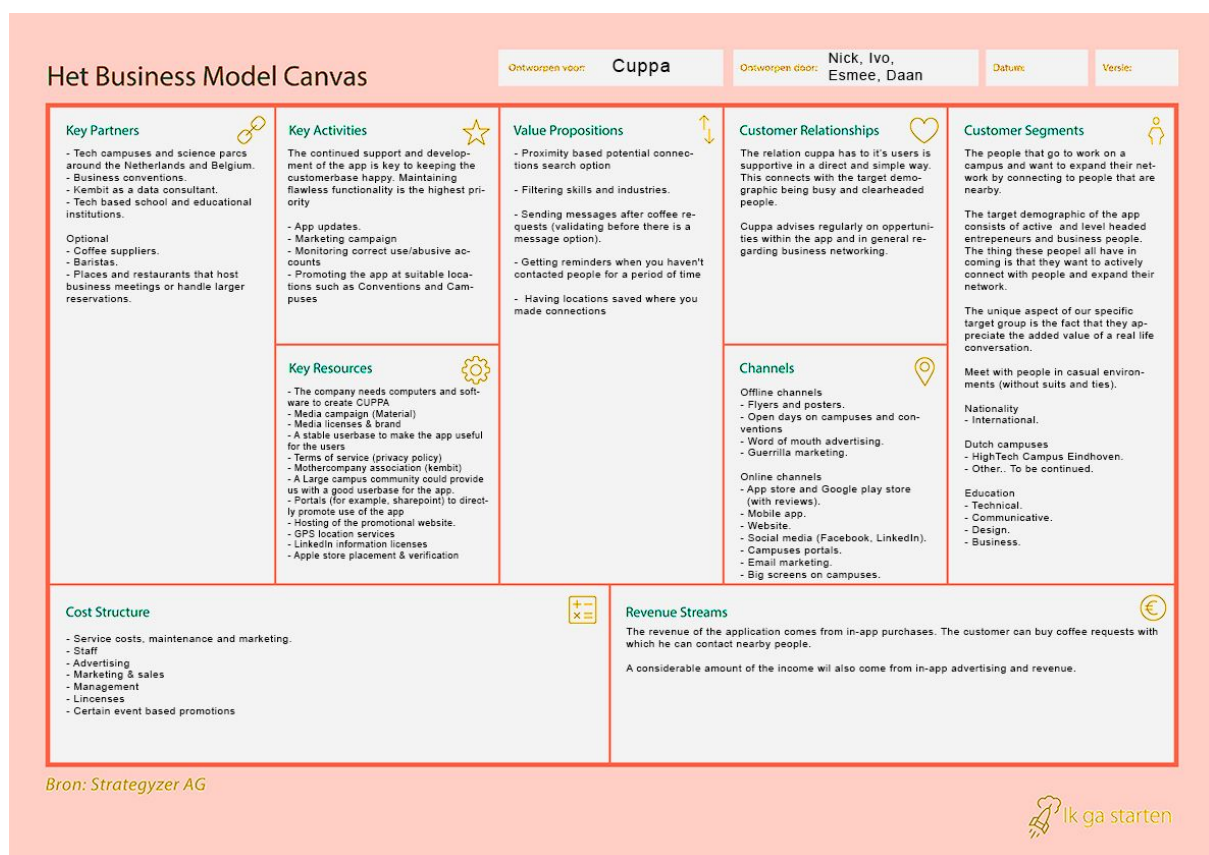 Het Business Model Canvas
Ontworpen voor:
Cuppa
Ontworpen door:
Nick, Ivo,
Esmee, Daan
Datum:
Versie:
Key Partners
- Tech campuses and science parcs
around the Netherlands and Belgium.
- Business conventions.
- Kembit as a data consultant.
- Tech based school and educational
institutions.
Optional
- Coffee suppliers.
- Baristas.
- Places and restaurants that host
business meetings or handle larger
reservations.
Key Activities
The continued support and develop-
ment of the app is key to keeping the
customerbase happy. Maintaining
flawless functionality is the highest pri-
ority
- App updates.
- Marketing campaign
- Monitoring correct use/abusive ac-
counts
- Promoting the app at suitable loca-
tions such as Conventions and Cam-
puses
Key Resources
- The company needs computers and soft-
ware to create CUPPA
- Media campaign (Material)
- Media licenses & brand
- A stable userbase to make the app useful
for the users
- Terms of service (privacy policy)
- Mothercompany association (kembit)
- A Large campus community could provide
us with a good userbase for the app.
- Portals (for example, sharepoint) to direct-
ly promote use of the app
- Hosting of the promotional website.
- GPS location services
- LinkedIn information licenses
- Apple store placement & verification
Value Propositions
- Proximity based potential connec-
tions search option
- Filtering skills and industries.
- Sending messages after coffee re-
quests (validating before there is a
message option).
- Getting reminders when you haven't
contacted people for a period of time
- Having locations saved where you
made connections
Customer Relationships
The relation cuppa has to it's users is
supportive in a direct and simple way.
This connects with the target demo-
graphic being busy and clearheaded
people.
Cuppa advises regularly on oppertuni-
ties within the app and in general re-
garding business networking.
Channels
Offline channels
- Flyers and posters.
- Open days on campuses and con-
ventions
- Word of mouth advertising.
- Guerrilla marketing.
Online channels
- App store and Google play store
(with reviews).
- Mobile app.
- Website.
- Social media (Facebook, LinkedIn).
- Campuses portals.
- Email marketing.
- Big screens on campuses.
Customer Segments
The people that go to work on a
campus and want to expand their net-
work by connecting to people that are
nearby.
The target demographic of the app
consists of active and level headed
entrepeneurs and business people.
The thing these peopel all have in
coming is that they want to actively
connect with people and expand their
network.
The unique aspect of our specific
target group is the fact that they ap-
preciate the added value of a real life
conversation.
Meet with people in casual environ-
ments (without suits and ties).
Nationality
- International.
Dutch campuses
- HighTech Campus Eindhoven.
- Other.. To be continued.
Education
- Technical.
- Communicative.
- Design.
- Business.
Cost Structure
- Service costs, maintenance and marketing.
- Staff
- Advertising
- Marketing & sales
- Management
- Lincenses
- Certain event based promotions
Revenue Streams
The revenue of the application comes from in-app purchases. The customer can buy coffee requests with
which he can contact nearby people.
A considerable amount of the income wil also come from in-app advertising and revenue.
Bron: Strategyzer AG
Ik ga starten